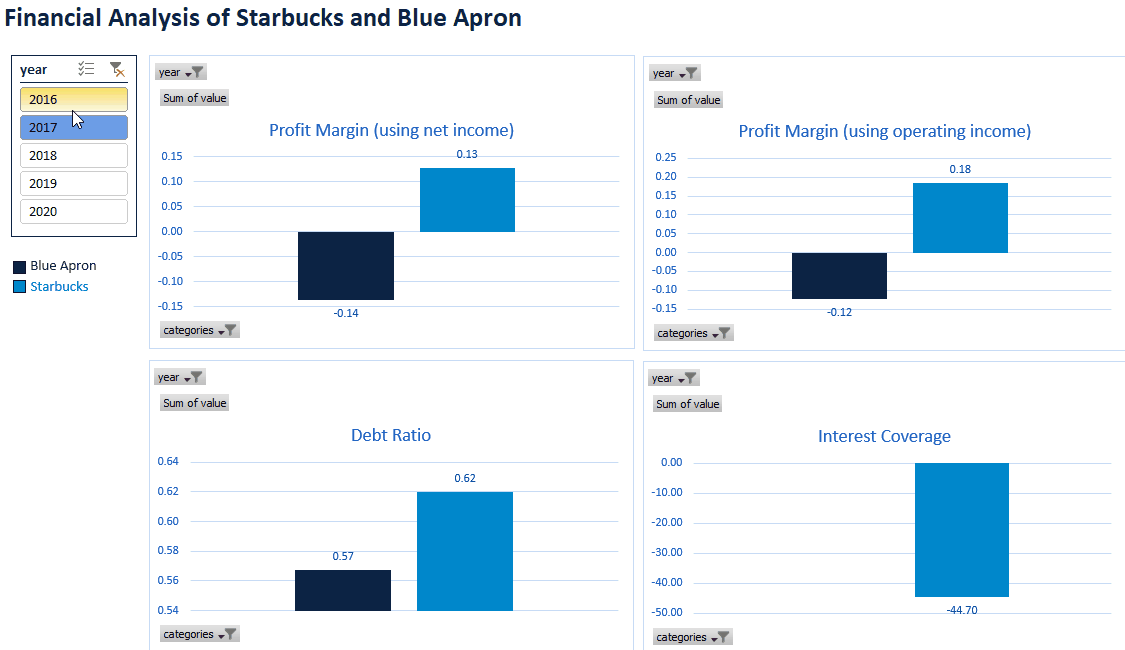 Financial Analysis of Starbucks and Blue Apron
year
2016
2017
2018
2019
2020
Blue Apron
Starbucks
year
Sum of value
Profit Margin (using net income)
0.15
0.10
0.05
0.00
-0.05
-0.10
-0.15
0.13
-0.14
categories
year
Sum of value
Profit Margin (using operating income)
0.25
0.20
0.15
0.10
0.05
0.00
-0.05
-0.10
-0.15
0.18
-0.12
categories
year
Sum of value
Debt Ratio
0.64
0.62
0.60
0.58
0.56
0.54
0.62
0.57
categories
year
Sum of value
Interest Coverage
0.00
-10.00
-20.00
-30.00
-40.00
-50.00
-44.70
categories